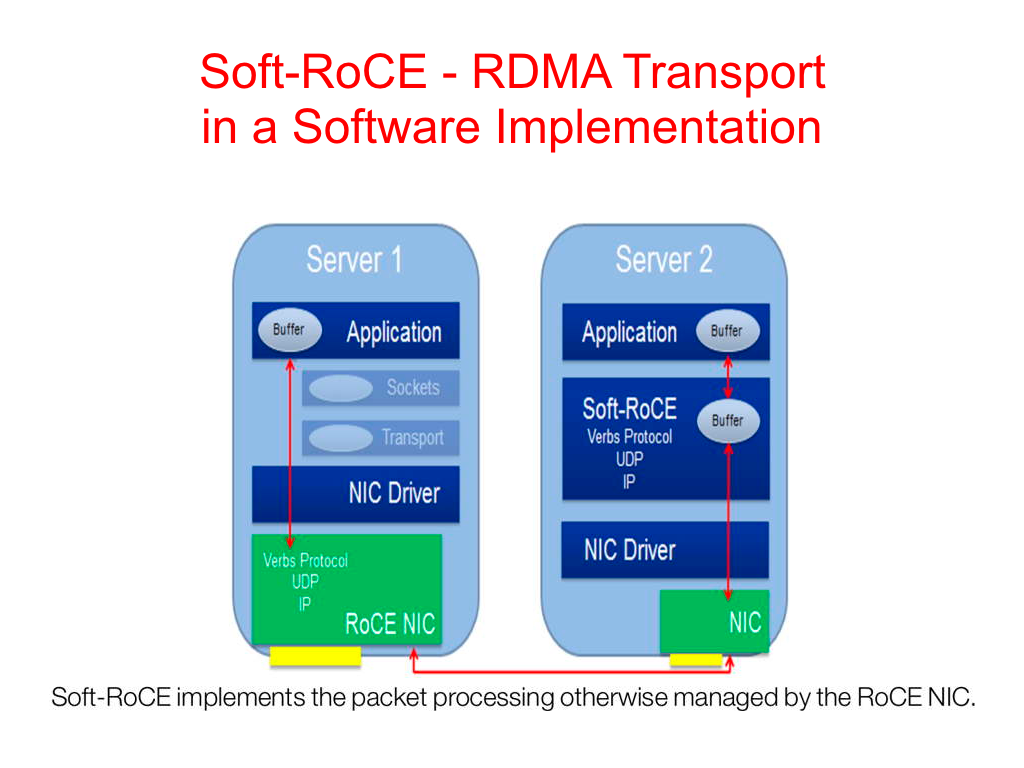 Soft-RoCE - RDMA Transport
in a Software Implementation
Server 1
Buffer
Application
Sockets
Transport
NIC Driver
Verbs Protocol
UDP
IP
RoCE NIC
Server 2
Application
Buffer
Soft-RoCE
Buffer
Verbs Protocol
UDP
IP
NIC Driver
NIC
Soft-RoCE implements the packet processing otherwise managed by the RoCE NIC.